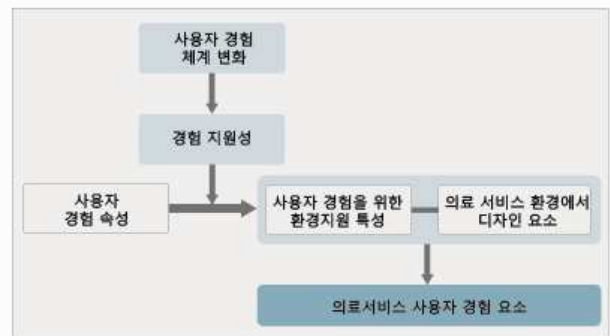 사용자 경험
체계 변화
경험 지원성
사용자
경험 속성
사용자 경험을 위한
환경지원 특성
의료 서비스 환경에서
디자인 요소
의료서비스 사용자 경험 요소